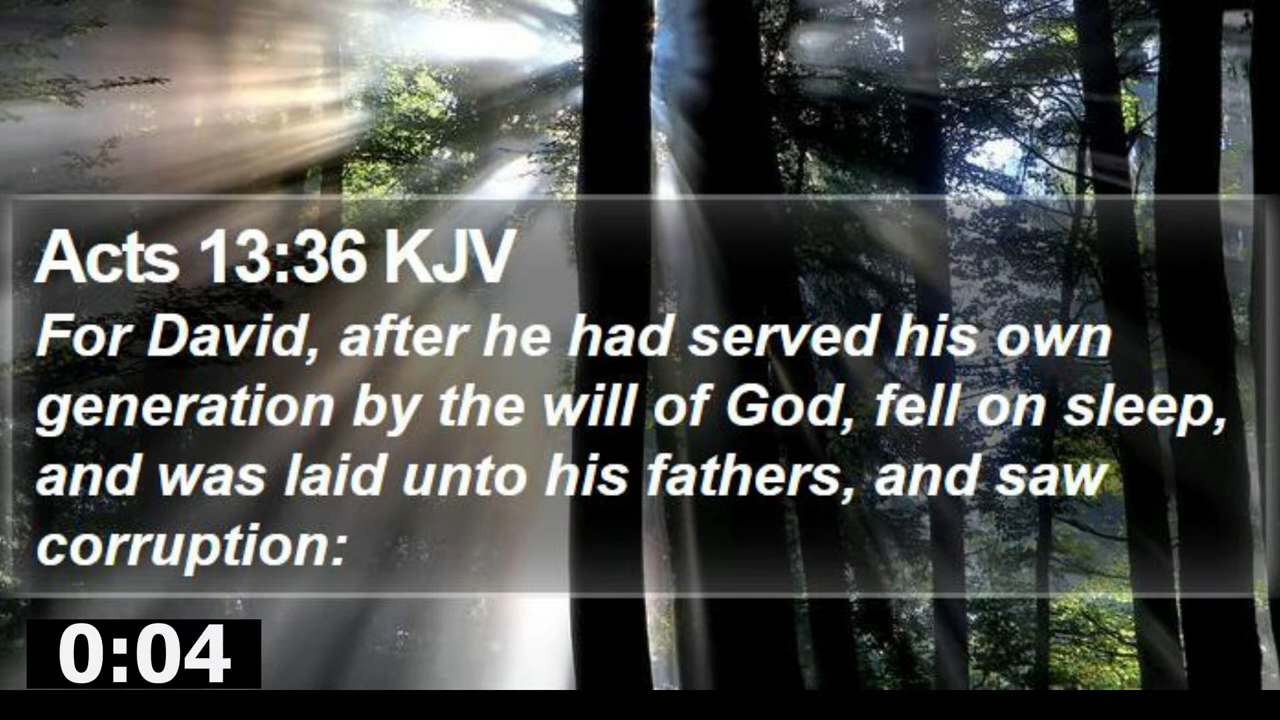 Acts 13:36 KJV
For David, after he had served his own
generation by the will of God, fell on sleep,
and was laid unto his fathers, and saw
corruption:
0:04